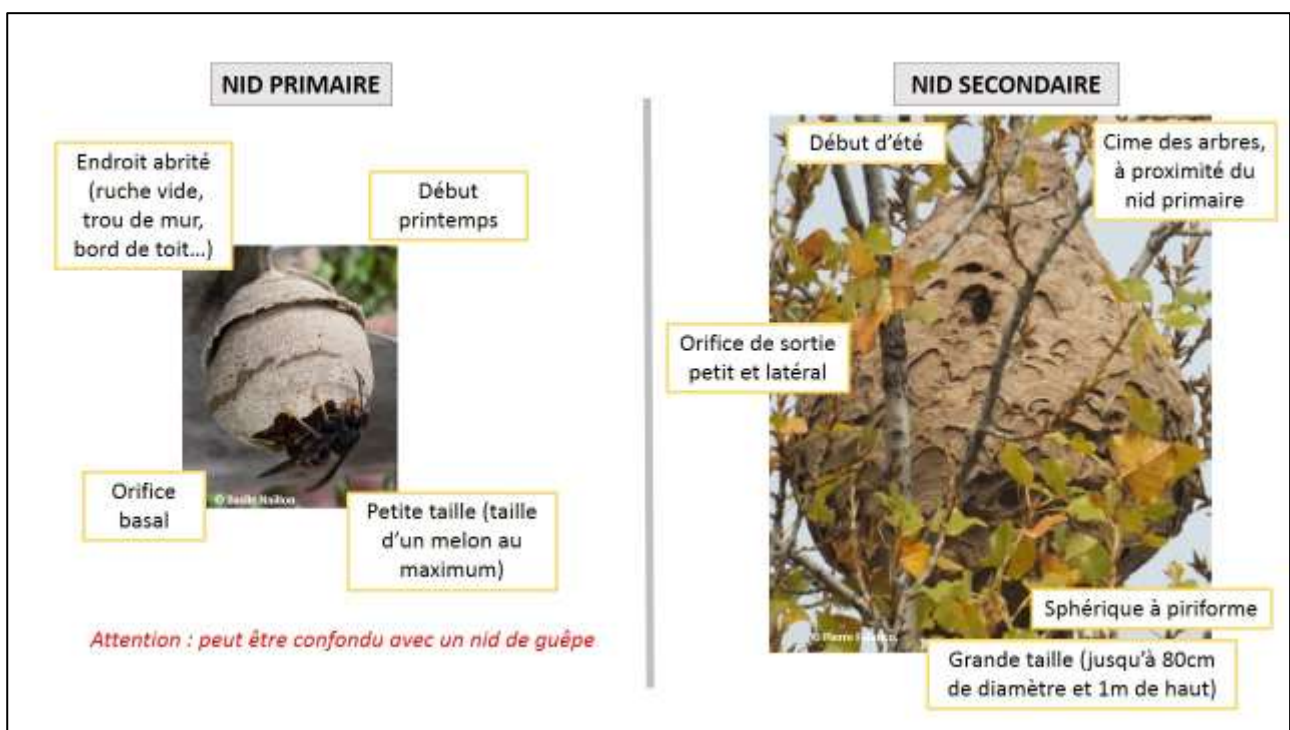 NID PRIMAIRE
Endroit abrité
(ruche vide,
trou de mur,
bord de toit...)
Début
printemps
Orifice
basal
Petite taille (taille
d'un melon au
maximum)
Attention : peut être confondu avec un nid de guêpe
NID SECONDAIRE
Début d'été
Cime des arbres,
à proximité du
nid primaire
Orifice de sortie
petit et latéral
Sphérique à piriforme
© Pierre
Grande taille (jusqu'à 80cm
de diamètre et 1m de haut)